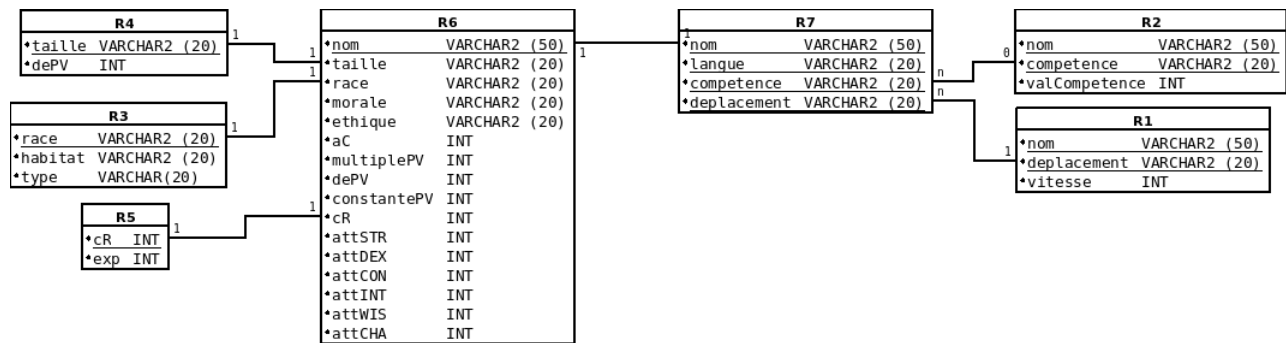 R4
taille VARCHAR2 (20)
dePV INT
1
1
R3
race VARCHAR2 (20)
habitat VARCHAR2 (20)
type VARCHAR(20)
1
1
R5
cR INT
exp INT
1
1
R6
nom VARCHAR2 (50)
taille VARCHAR2 (20)
race VARCHAR2 (20)
morale VARCHAR2 (20)
ethique VARCHAR2 (20)
aC INT
multiplePV INT
dePV INT
constantePV INT
cR INT
attSTR INT
attDEX INT
attCON INT
attINT INT
attWIS INT
attCHA INT
1
1
R7
nom VARCHAR2 (50)
langue VARCHAR2 (20)
competence VARCHAR2 (20)
deplacement VARCHAR2 (20)
n
n
0
1
R2
nom VARCHAR2 (50)
competence VARCHAR2 (20)
valCompetence INT
R1
nom VARCHAR2 (50)
deplacement VARCHAR2 (20)
vitesse INT